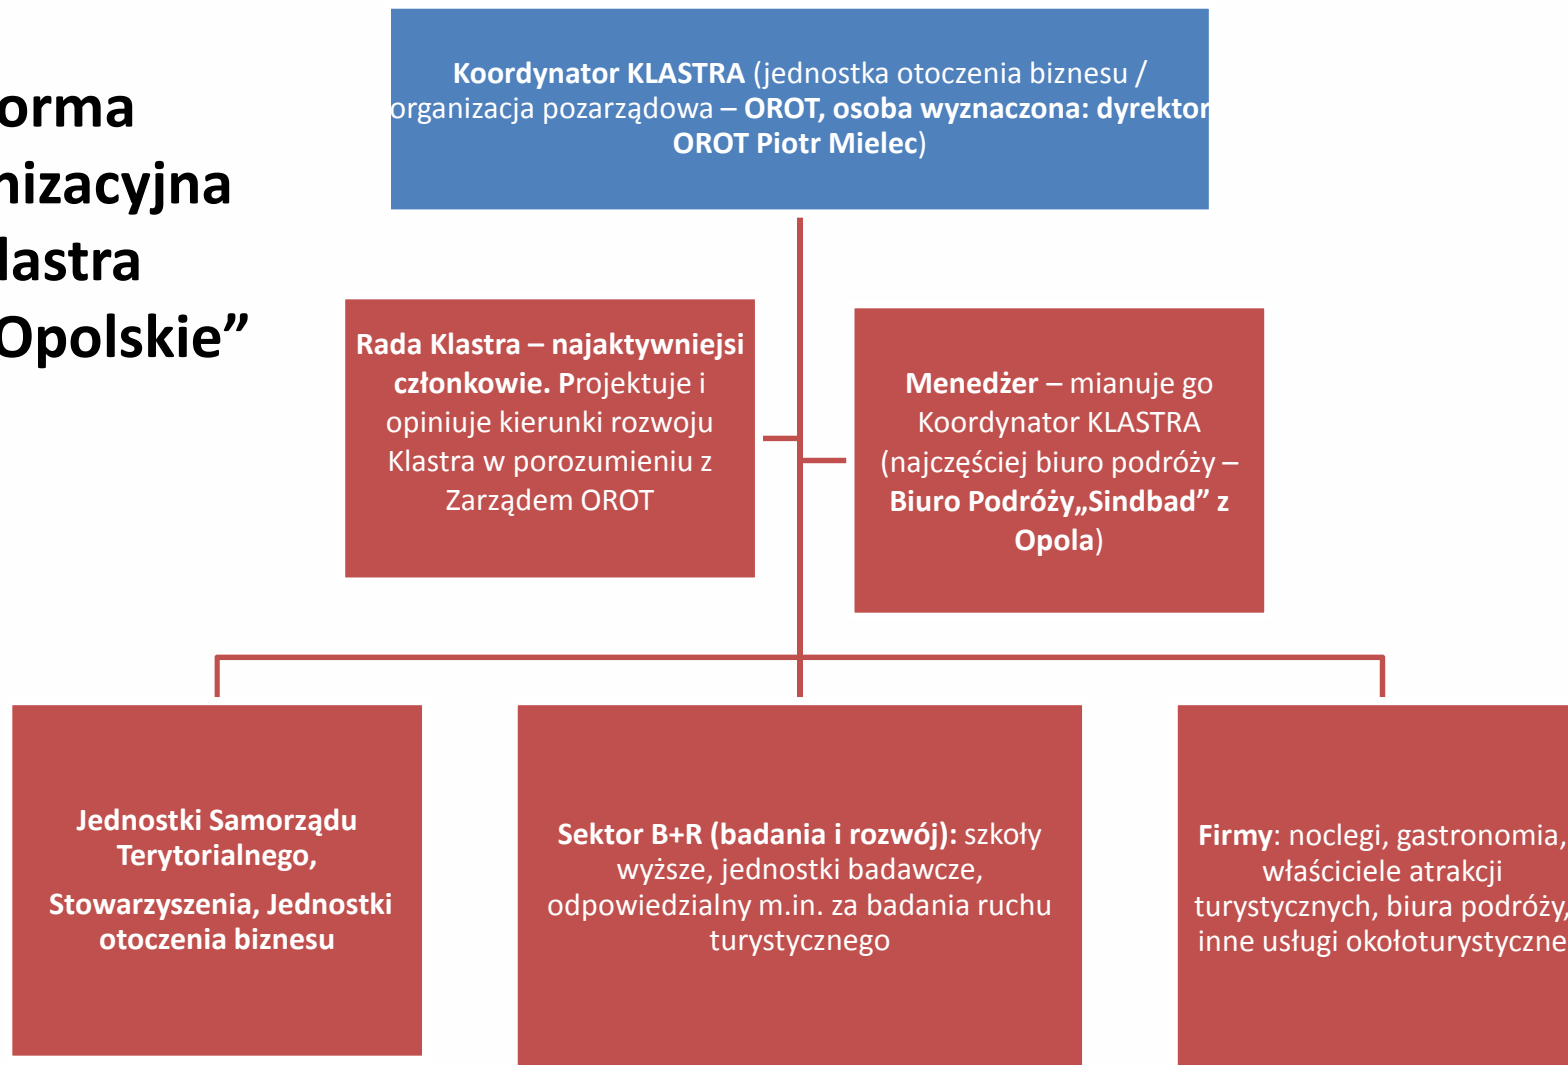 orma
nizacyjna
lastra
Opolskie”
Koordynator KLASTRA (jednostka otoczenia biznesu /
organizacja pozarządowa – OROT, osoba wyznaczona: dyrektor
OROT Piotr Mielec)
Rada Klastra – najaktywniejsi
członkowie. Projektuje i
opiniuje kierunki rozwoju
Klastra w porozumieniu z
Zarządem OROT
Menedżer – mianuje go
Koordynator KLASTRA
(najczęściej biuro podróży –
Biuro Podróży„Sindbad” z
Opola)
Jednostki Samorządu
Terytorialnego,
Stowarzyszenia, Jednostki
otoczenia biznesu
Sektor B+R (badania i rozwój): szkoły
wyższe, jednostki badawcze,
odpowiedzialny m.in. za badania ruchu
turystycznego
Firmy: noclegi, gastronomia,
właściciele atrakcji
turystycznych, biura podróży,
inne usługi okołoturystyczne